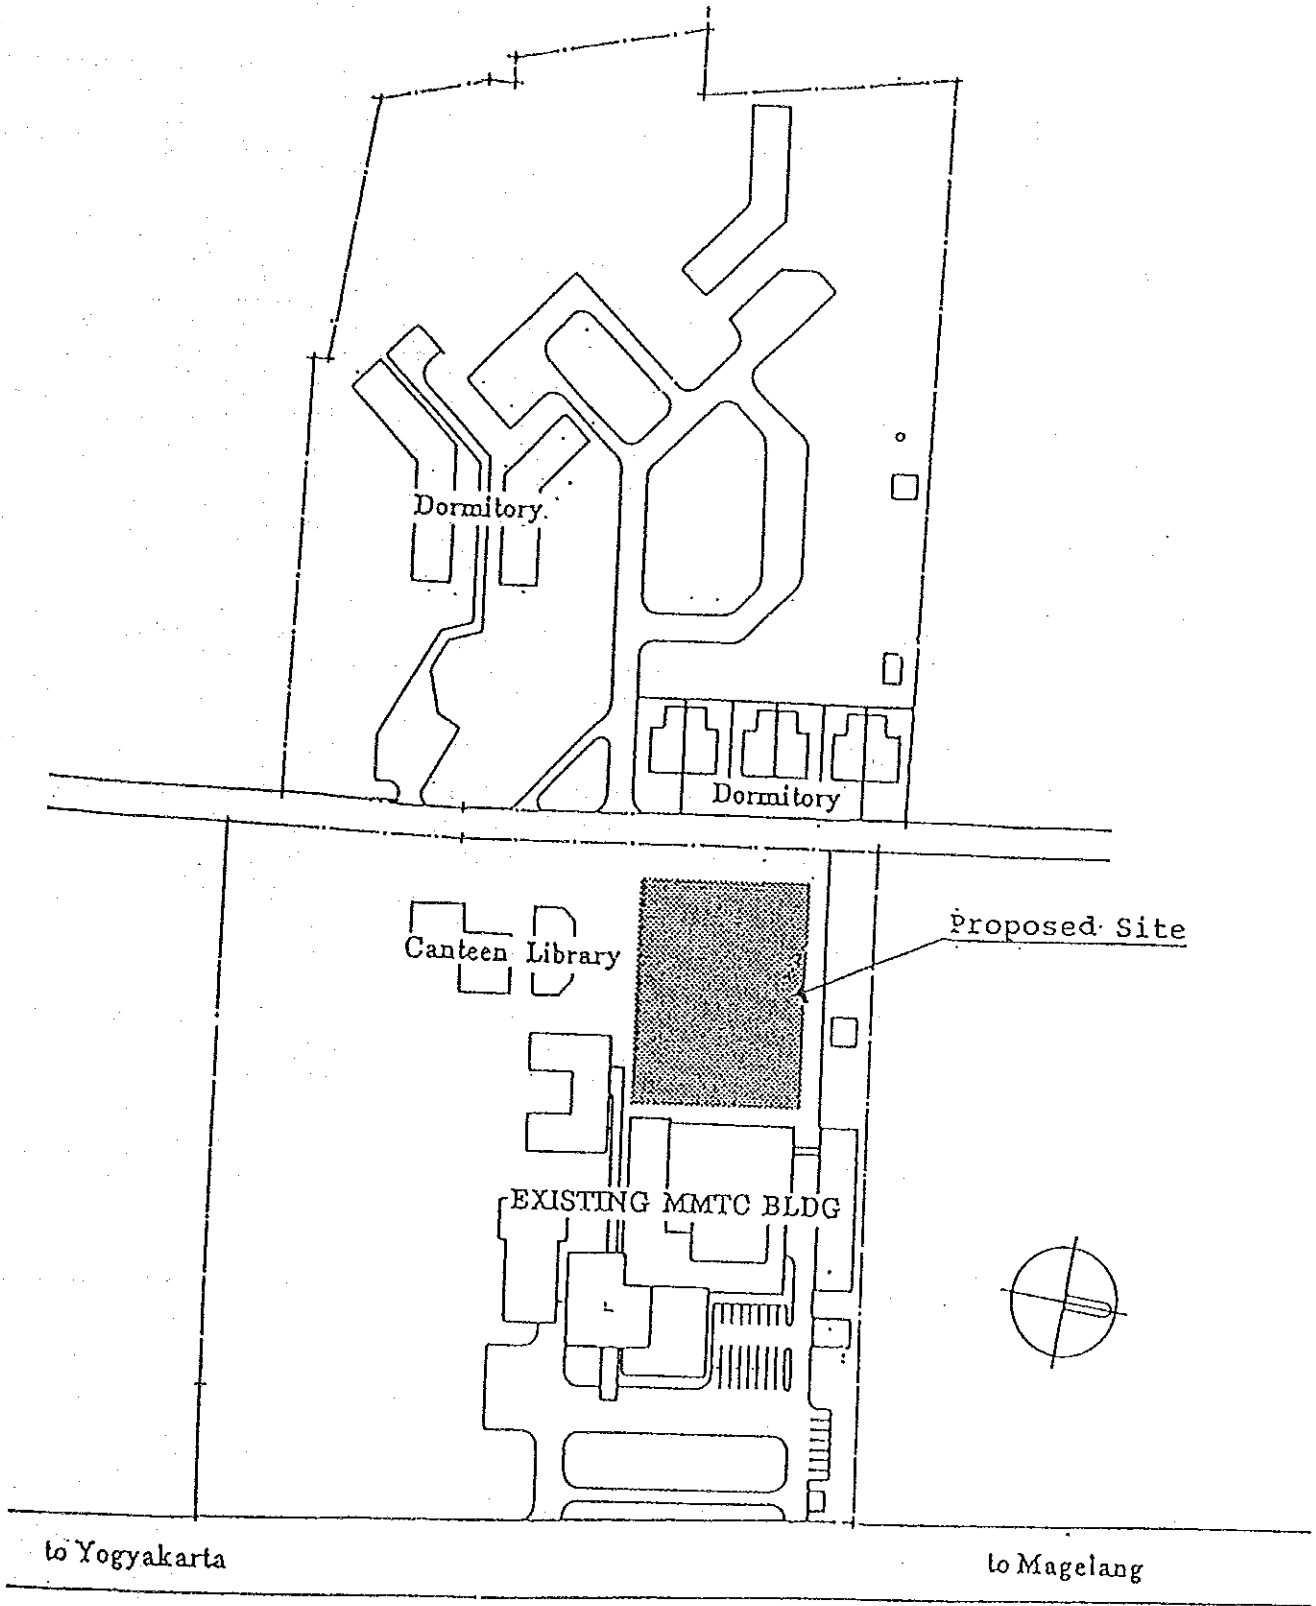 Dormitory.
Dormitory
Proposed Site
Canteen Library
EXISTING MMTC BLDG
to Yogyakarta
to Magelang